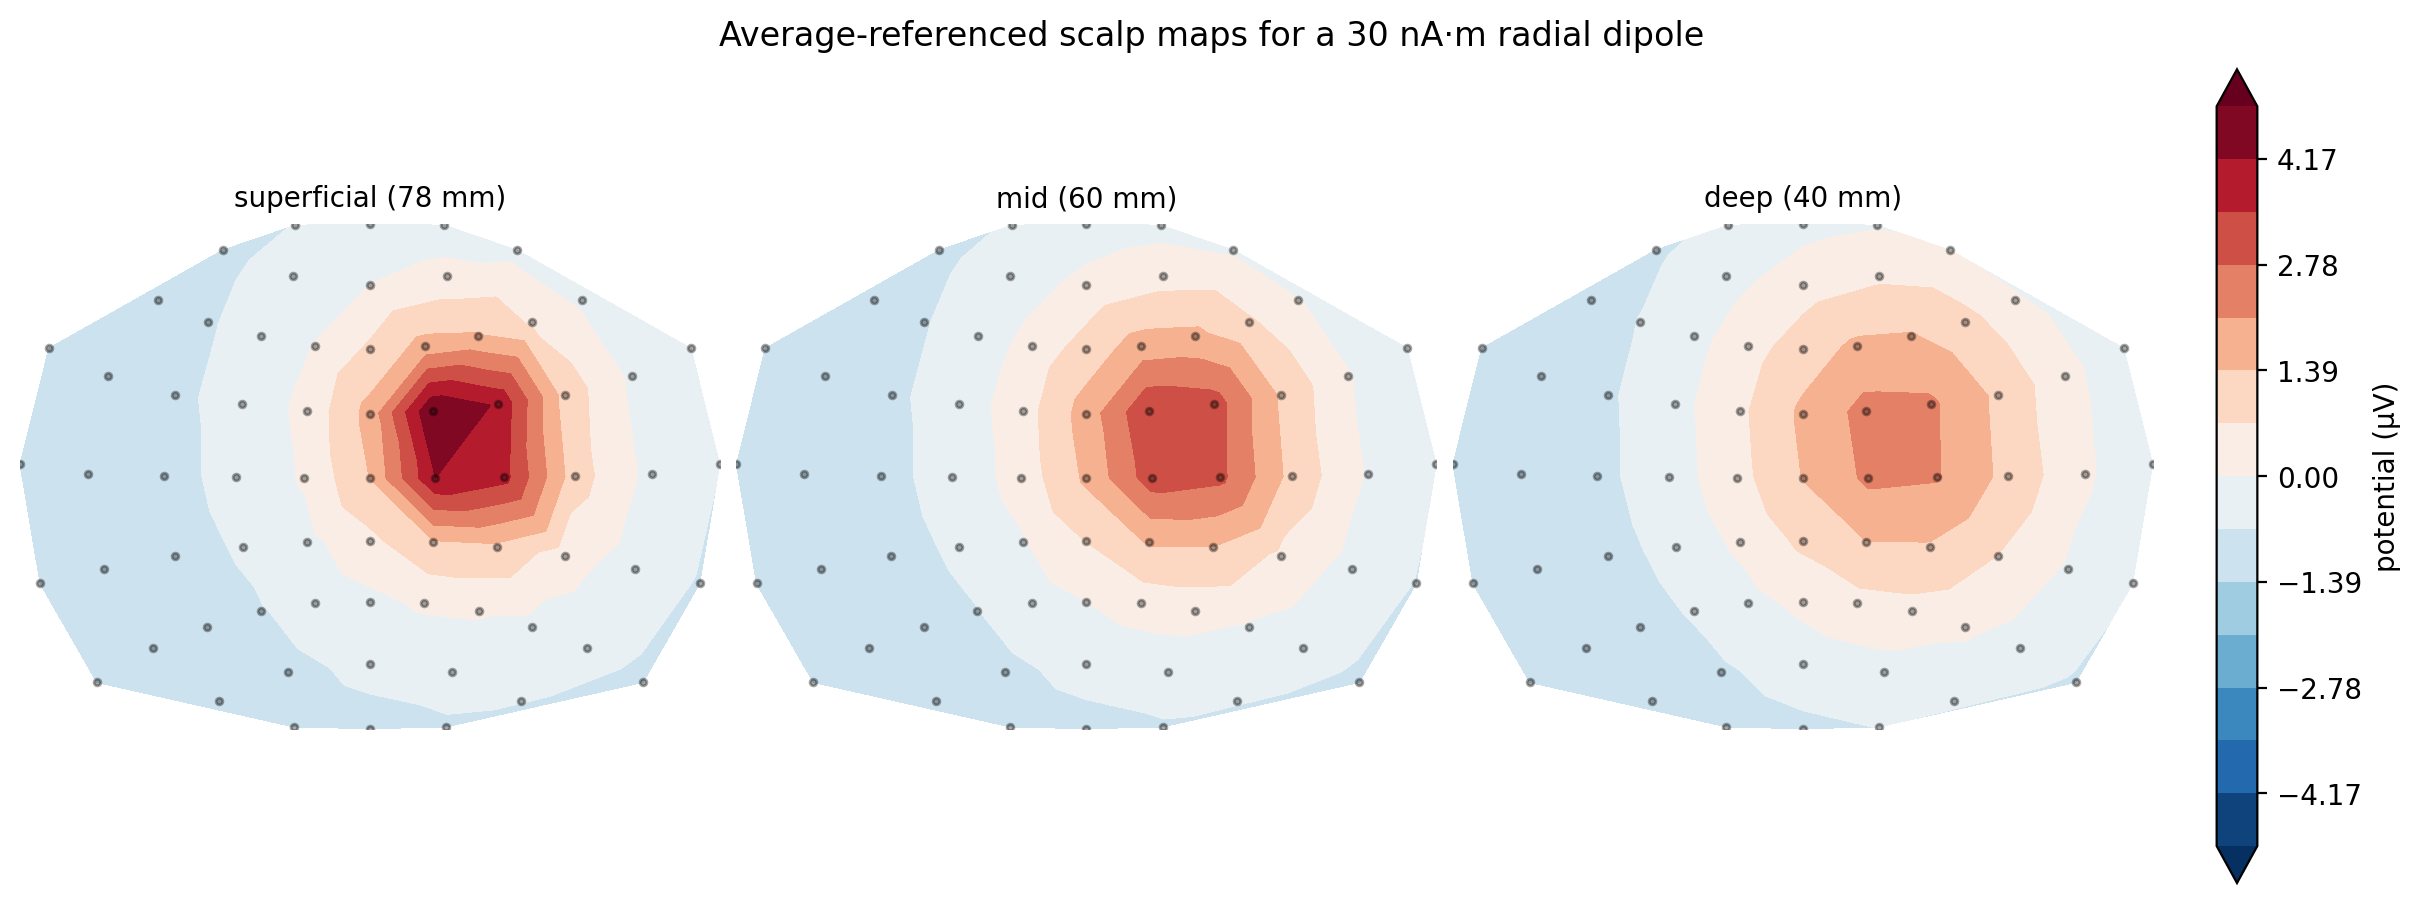 Average-referenced scalp maps for a 30 nA·m radial dipole
superficial (78 mm)
mid (60 mm)
deep (40 mm)
4.17
2.78
1.39
0.00
−1.39
−2.78
−4.17
potential (µV)